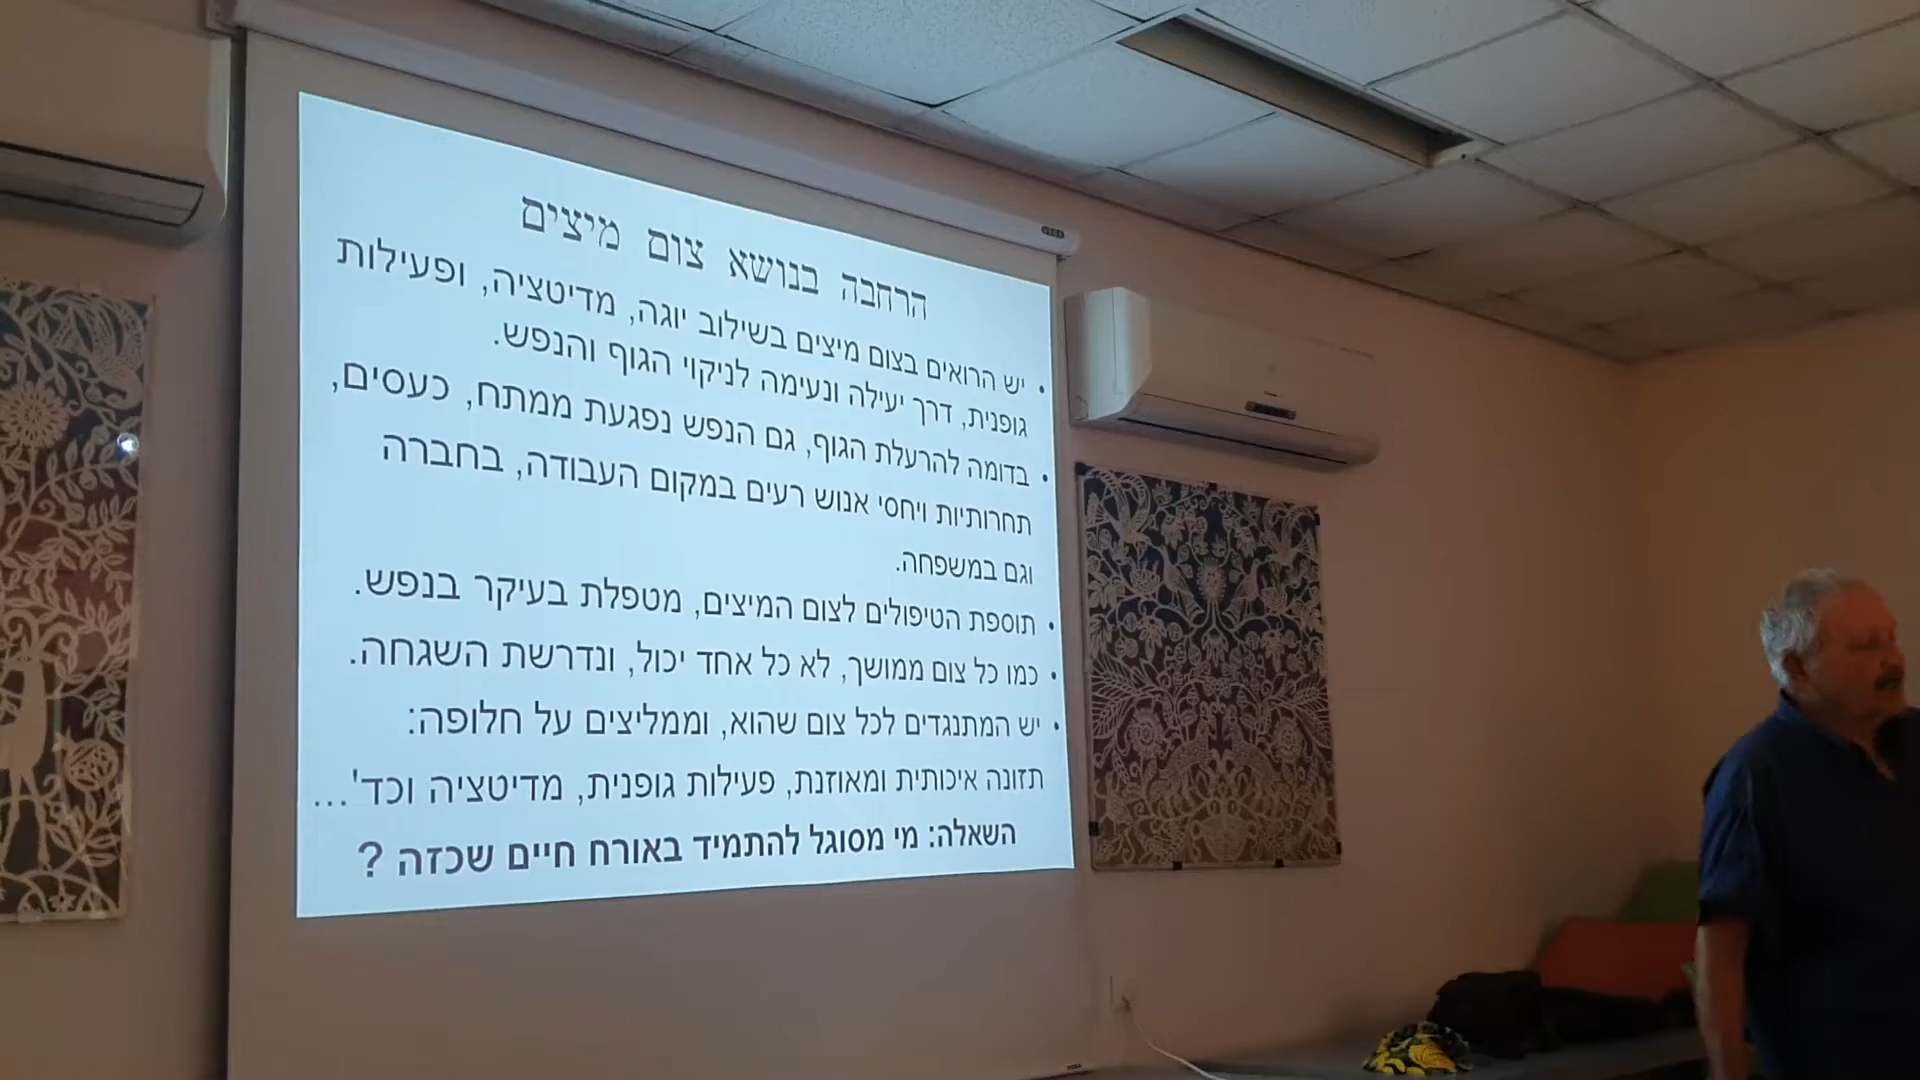 הרחבה בנושא צום מיצים
• יש הרואים בצום מיצים בשילוב יוגה, מדיטציה, ופעילות
גופנית, דרך יעילה ונעימה לניקוי הגוף והנפש.
• בדומה להרעלת הגוף, גם הנפש נפגעת ממתח, כעסים,
תחרותיות ויחסי אנוש רעים במקום העבודה, בחברה
וגם במשפחה.
• תוספת הטיפולים לצום המיצים, מטפלת בעיקר בנפש.
• כמו כל צום ממושך, לא כל אחד יכול, ונדרשת השגחה.
• יש המתנגדים לכל צום שהוא, וממליצים על חלופה:
תזונה איכותית ומאוזנת, פעילות גופנית, מדיטציה וכד'...
השאלה: מי מסוגל להתמיד באורח חיים שכזה ?